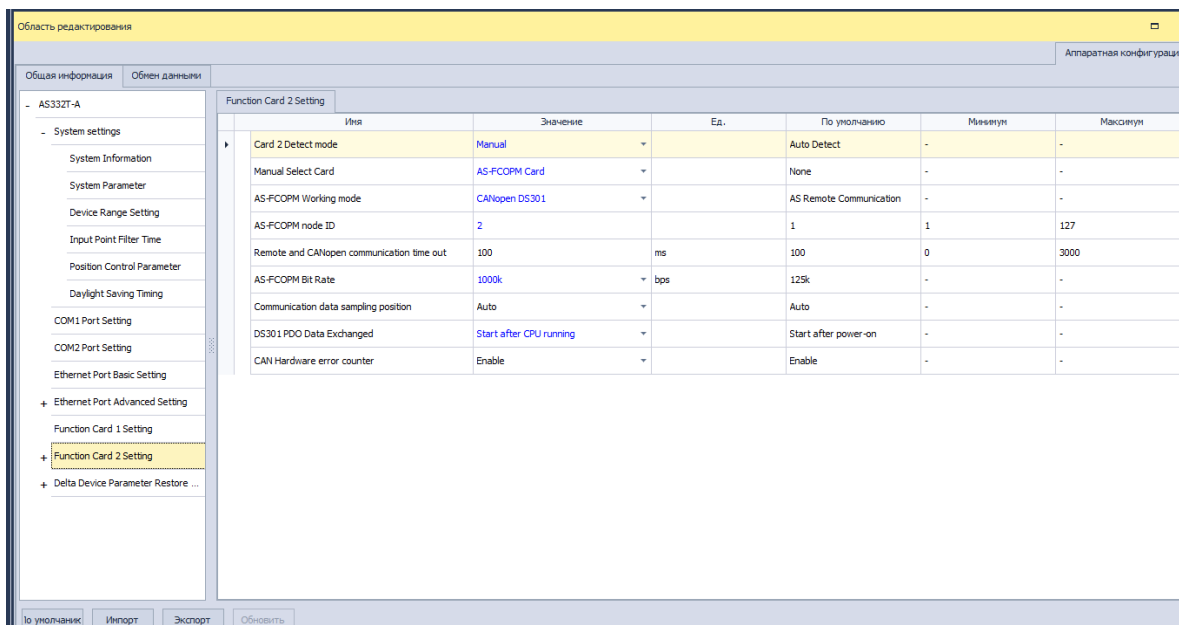 Область редактирования
Аппаратная конфигураци
Общая информация Обмен данными
- AS332T-A
- System settings
System Information
System Parameter
Device Range Setting
Input Point Filter Time
Position Control Parameter
Daylight Saving Timing
COM1 Port Setting
COM2 Port Setting
Ethernet Port Basic Setting
+ Ethernet Port Advanced Setting
Function Card 1 Setting
+ Function Card 2 Setting
+ Delta Device Parameter Restore ...
Function Card 2 Setting
Имя Значение Ед. По умолчанию Минимум Максимум
Card 2 Detect mode Manual Auto Detect - -
Manual Select Card AS-FCOPM Card None - -
AS-FCOPM Working mode CANopen DS301 AS Remote Communication - -
AS-FCOPM node ID 2 1 1 127
Remote and CANopen communication time out 100 ms 100 0 3000
AS-FCOPM Bit Rate 1000k bps 125k - -
Communication data sampling position Auto Auto - -
DS301 PDO Data Exchanged Start after CPU running Start after power-on - -
CAN Hardware error counter Enable Enable - -
Io умолчаник Импорт Экспорт Обновить